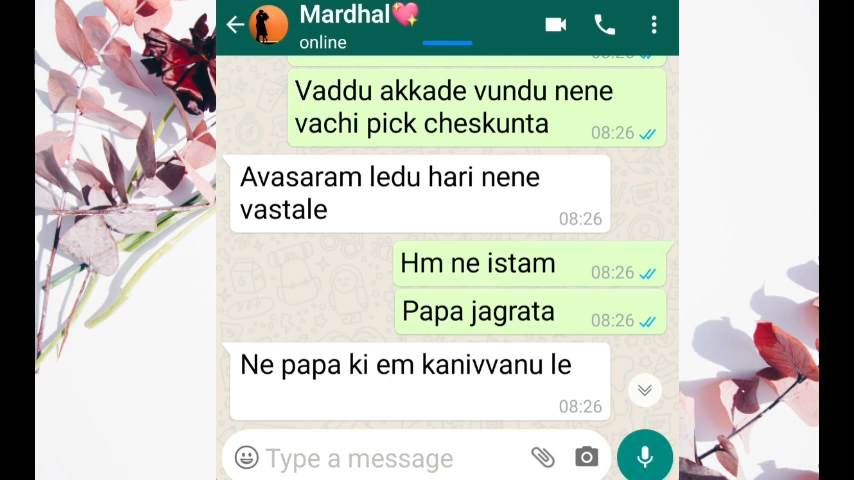 Mardhal💖
online
Vaddu akkade vundu nene
vachi pick cheskunta
08:26
Avasaram ledu hari nene
vastale
08:26
Hm ne istam
08:26
Papa jagrata
08:26
Ne papa ki em kanivvanu le
08:26
Type a message